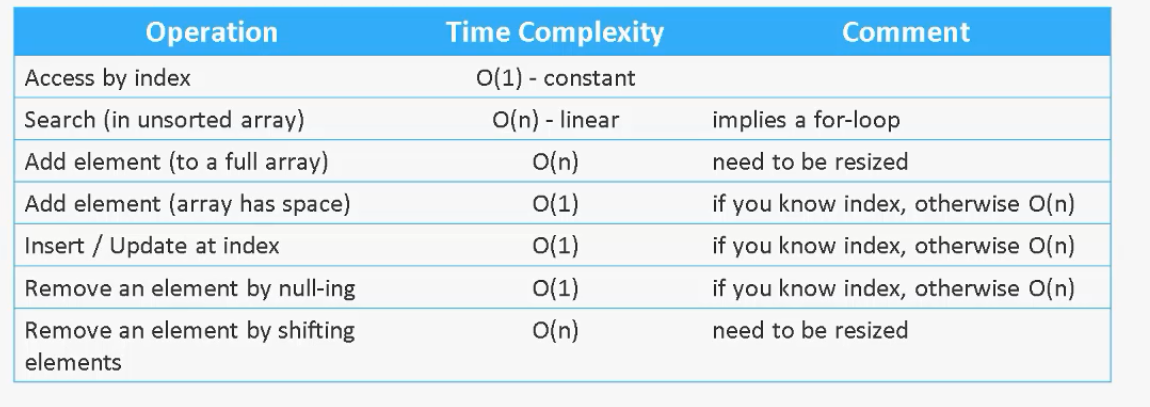 Operation Time Complexity Comment
Access by index O(1) - constant
Search (in unsorted array) O(n) - linear implies a for-loop
Add element (to a full array) O(n) need to be resized
Add element (array has space) O(1) if you know index, otherwise O(n)
Insert / Update at index O(1) if you know index, otherwise O(n)
Remove an element by null-ing O(1) if you know index, otherwise O(n)
Remove an element by shifting O(n) need to be resized
elements